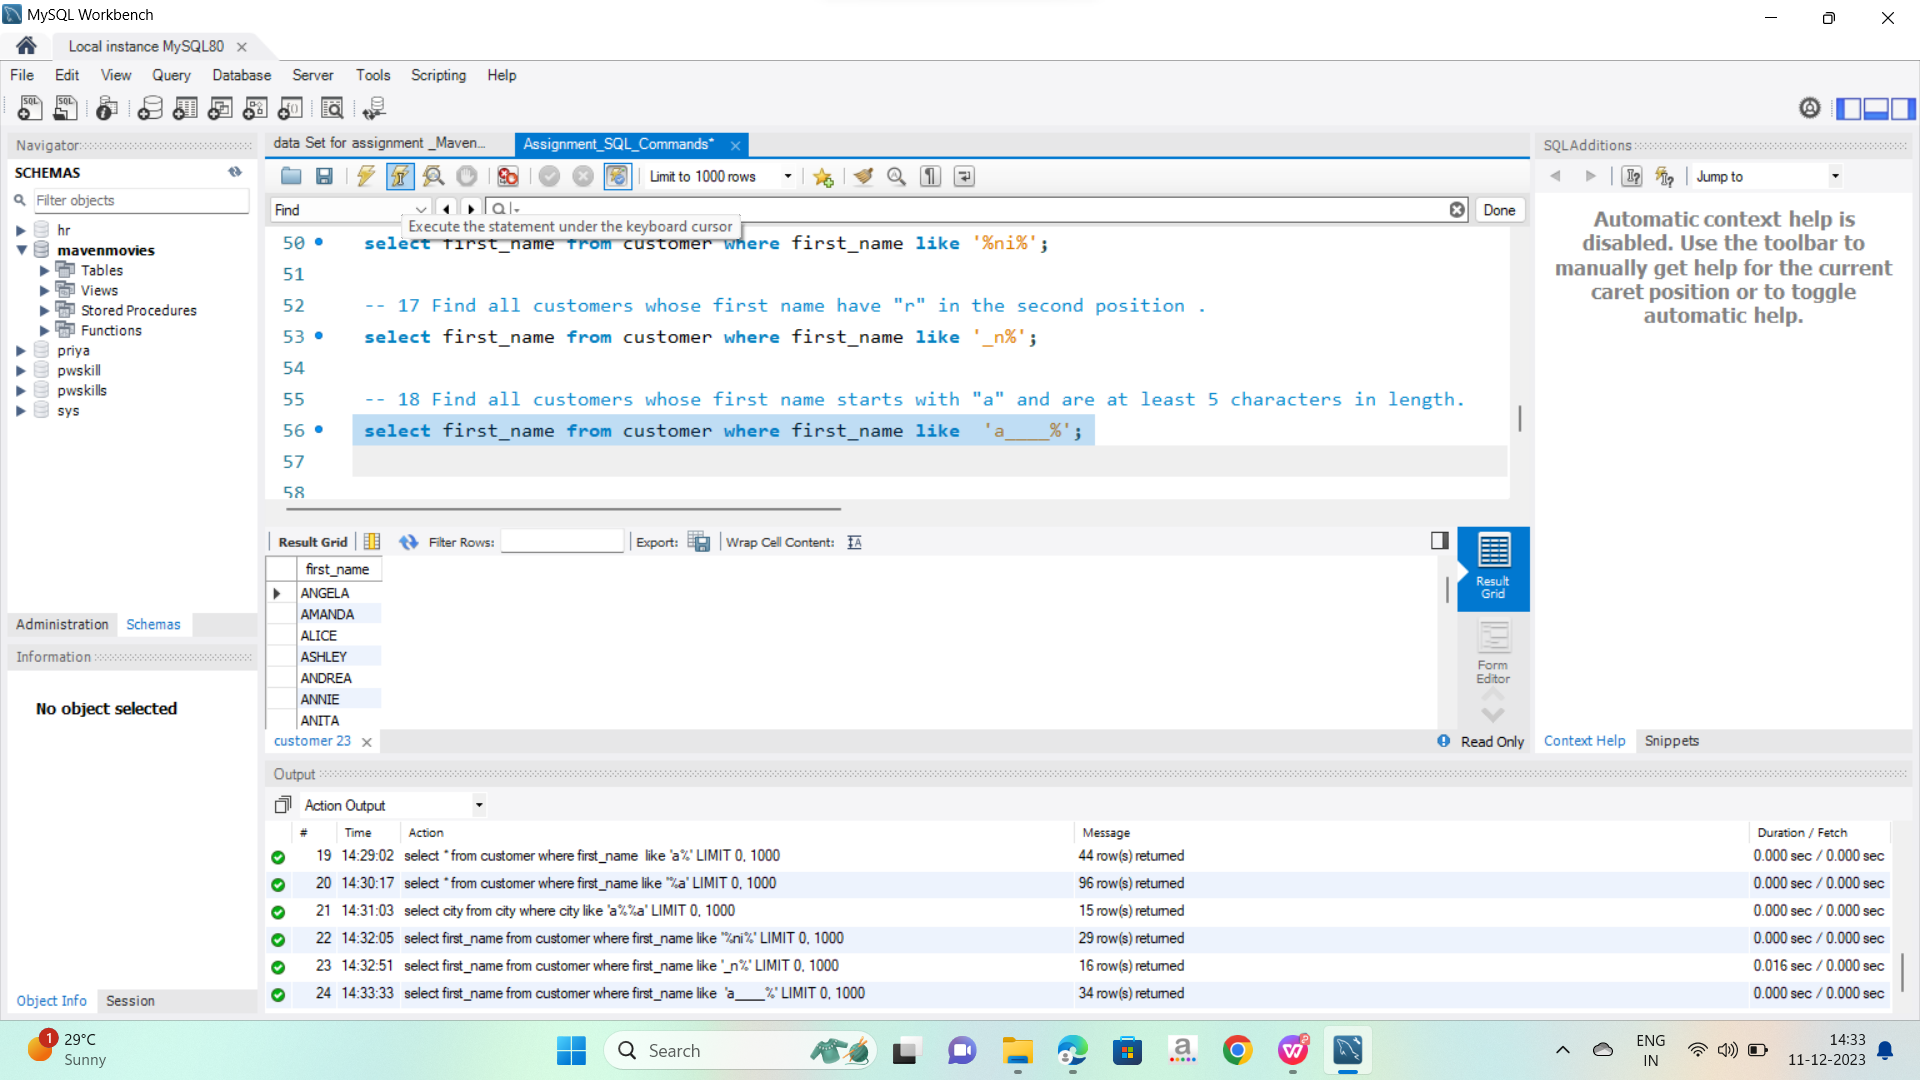 MySQL Workbench
Local instance MySQL80
File Edit View Query Database Server Tools Scripting Help
Navigator
SCHEMAS
Filter objects
hr
mavenmovies
Tables
Views
Stored Procedures
Functions
priya
pwskill
pwskills
sys
Administration Schemas
Information
No object selected
Object Info Session
data Set for assignment _Maven...
Assignment_SQL_Commands*
Limit to 1000 rows
Find
Done
Execute the statement under the keyboard cursor
50 select first_name from customer where first_name like '%ni%';
51
52 -- 17 Find all customers whose first name have "r" in the second position .
53 select first_name from customer where first_name like '_n%';
54
55 -- 18 Find all customers whose first name starts with "a" and are at least 5 characters in length.
56 select first_name from customer where first_name like  'a____%';
57
58
Result Grid Filter Rows: Export: Wrap Cell Content:
first_name
ANGELA
AMANDA
ALICE
ASHLEY
ANDREA
ANNIE
ANITA
Result Grid
Form Editor
customer 23
Read Only
SQLAdditions
Jump to
Automatic context help is
disabled. Use the toolbar to
manually get help for the current
caret position or to toggle
automatic help.
Context Help Snippets
Output
Action Output
# Time Action Message Duration / Fetch
19 14:29:02 select * from customer where first_name  like 'a%' LIMIT 0, 1000 44 row(s) returned 0.000 sec / 0.000 sec
20 14:30:17 select * from customer where first_name like '%a' LIMIT 0, 1000 96 row(s) returned 0.000 sec / 0.000 sec
21 14:31:03 select city from city where city like 'a%%a' LIMIT 0, 1000 15 row(s) returned 0.000 sec / 0.000 sec
22 14:32:05 select first_name from customer where first_name like '%ni%' LIMIT 0, 1000 29 row(s) returned 0.000 sec / 0.000 sec
23 14:32:51 select first_name from customer where first_name like '_n%' LIMIT 0, 1000 16 row(s) returned 0.016 sec / 0.000 sec
24 14:33:33 select first_name from customer where first_name like  'a____%' LIMIT 0, 1000 34 row(s) returned 0.000 sec / 0.000 sec
1
29°C
Sunny
Search
ENG
IN
14:33
11-12-2023